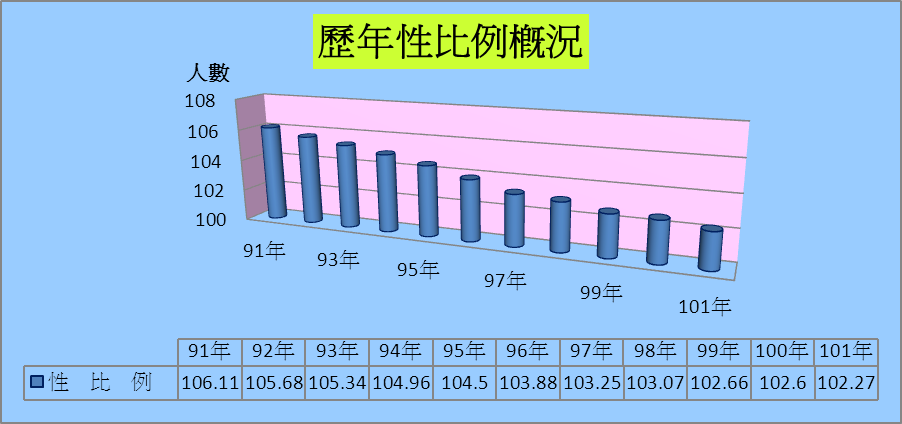 歷年性比例概況
人數
108
106
104
102
100
91年
93年
95年
97年
99年
101年
91年 92年 93年 94年 95年 96年 97年 98年 99年 100年 101年
性 比 例 106.11 105.68 105.34 104.96 104.5 103.88 103.25 103.07 102.66 102.6 102.27